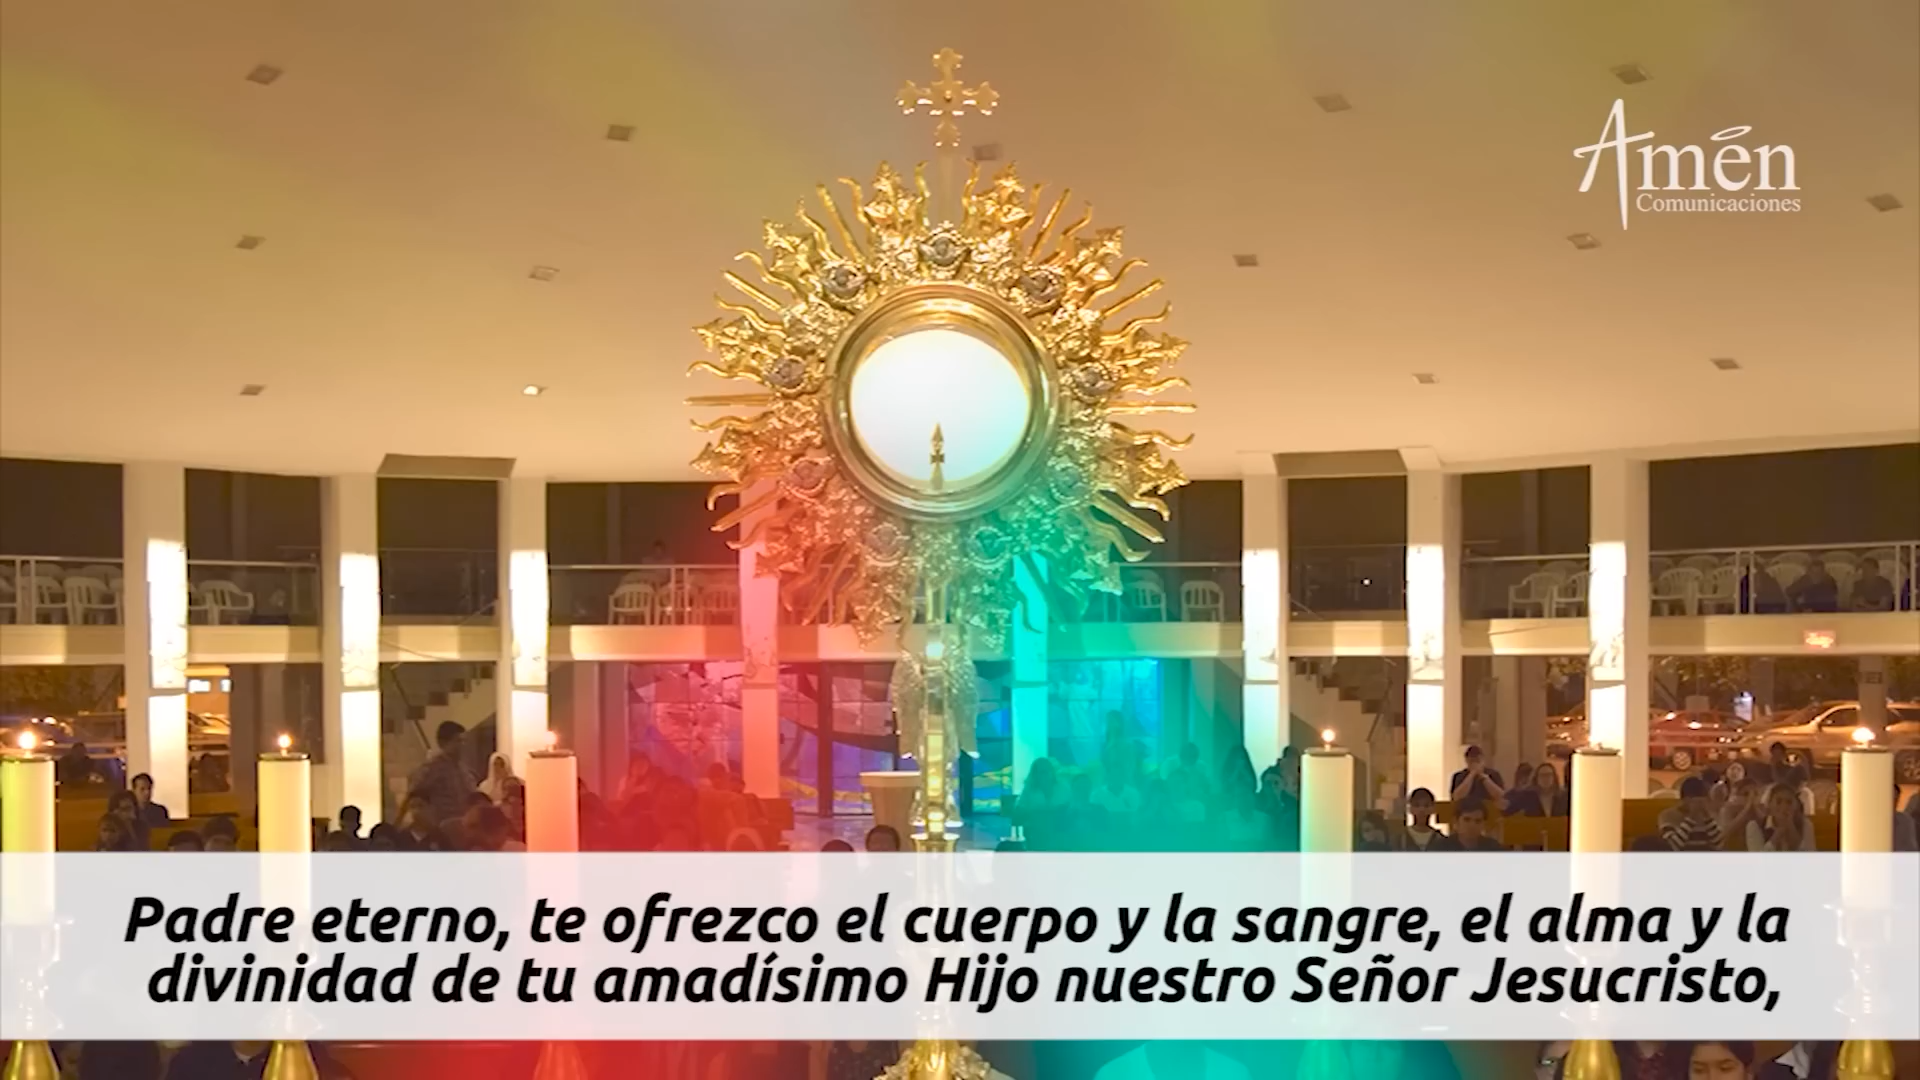 Amén
Comunicaciones
Padre eterno, te ofrezco el cuerpo y la sangre, el alma y la
divinidad de tu amadísimo Hijo nuestro Señor Jesucristo,